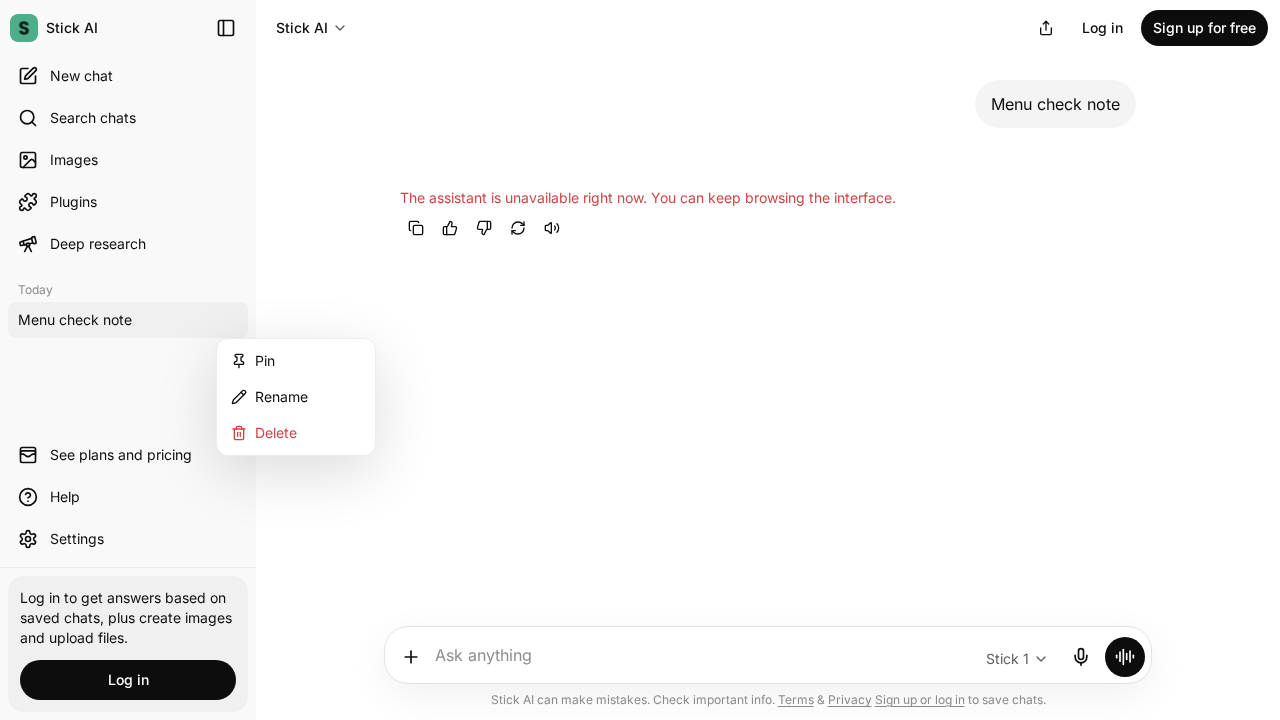 S Stick AI
New chat
Search chats
Images
Plugins
Deep research
Today
Menu check note
Pin
Rename
Delete
See plans and pricing
Help
Settings
Log in to get answers based on
saved chats, plus create images
and upload files.
Log in
Stick AI
Log in
Sign up for free
Menu check note
The assistant is unavailable right now. You can keep browsing the interface.
Ask anything
Stick 1
Stick AI can make mistakes. Check important info. Terms & Privacy Sign up or log in to save chats.